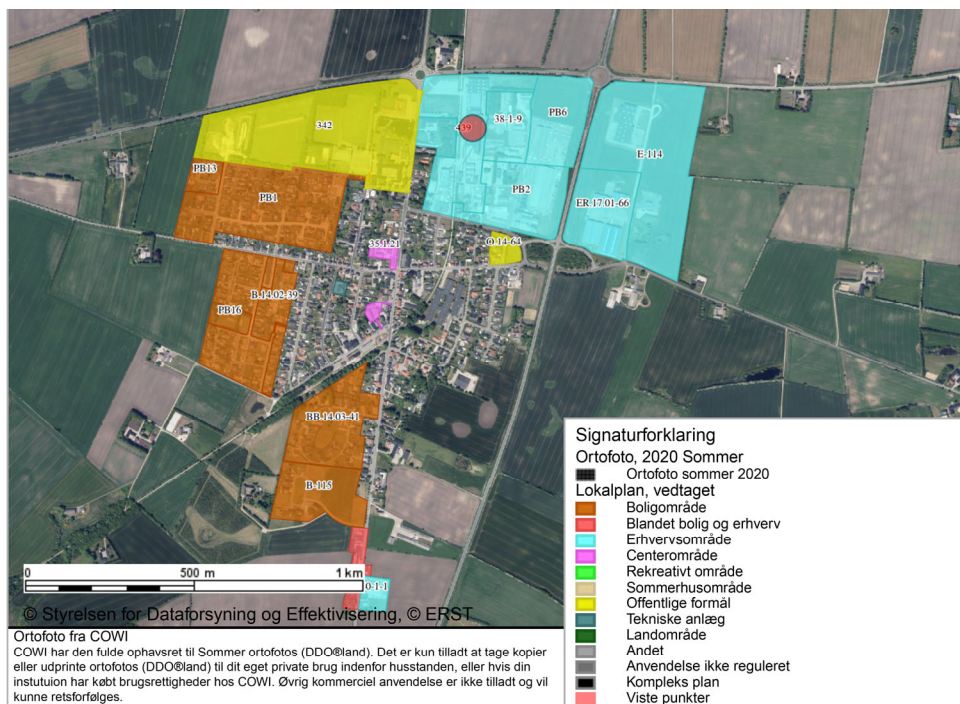 342
38-1-9
PB6
439
E-114
PB13
PB1
PB2
ER.17.01-66
35.1.21
O.14-64
B.14.02-39
PB16
BB.14.03-41
B-115
0-1-1
0 500 m 1 km
© Styrelsen for Dataforsyning og Effektivisering, © ERST
Ortofoto fra COWI
COWI har den fulde ophavsret til Sommer ortofotos (DDO®land). Det er kun tilladt at tage kopier
eller udprinte ortofotos (DDO®land) til dit eget private brug indenfor husstanden, eller hvis din
instutuion har købt brugsrettigheder hos COWI. Øvrig kommerciel anvendelse er ikke tilladt og vil
kunne retsforfølges.
Signaturforklaring
Ortofoto, 2020 Sommer
Ortofoto sommer 2020
Lokalplan, vedtaget
Boligområde
Blandet bolig og erhverv
Erhvervsområde
Centerområde
Rekreativt område
Sommerhusområde
Offentlige formål
Tekniske anlæg
Landområde
Andet
Anvendelse ikke reguleret
Kompleks plan
Viste punkter